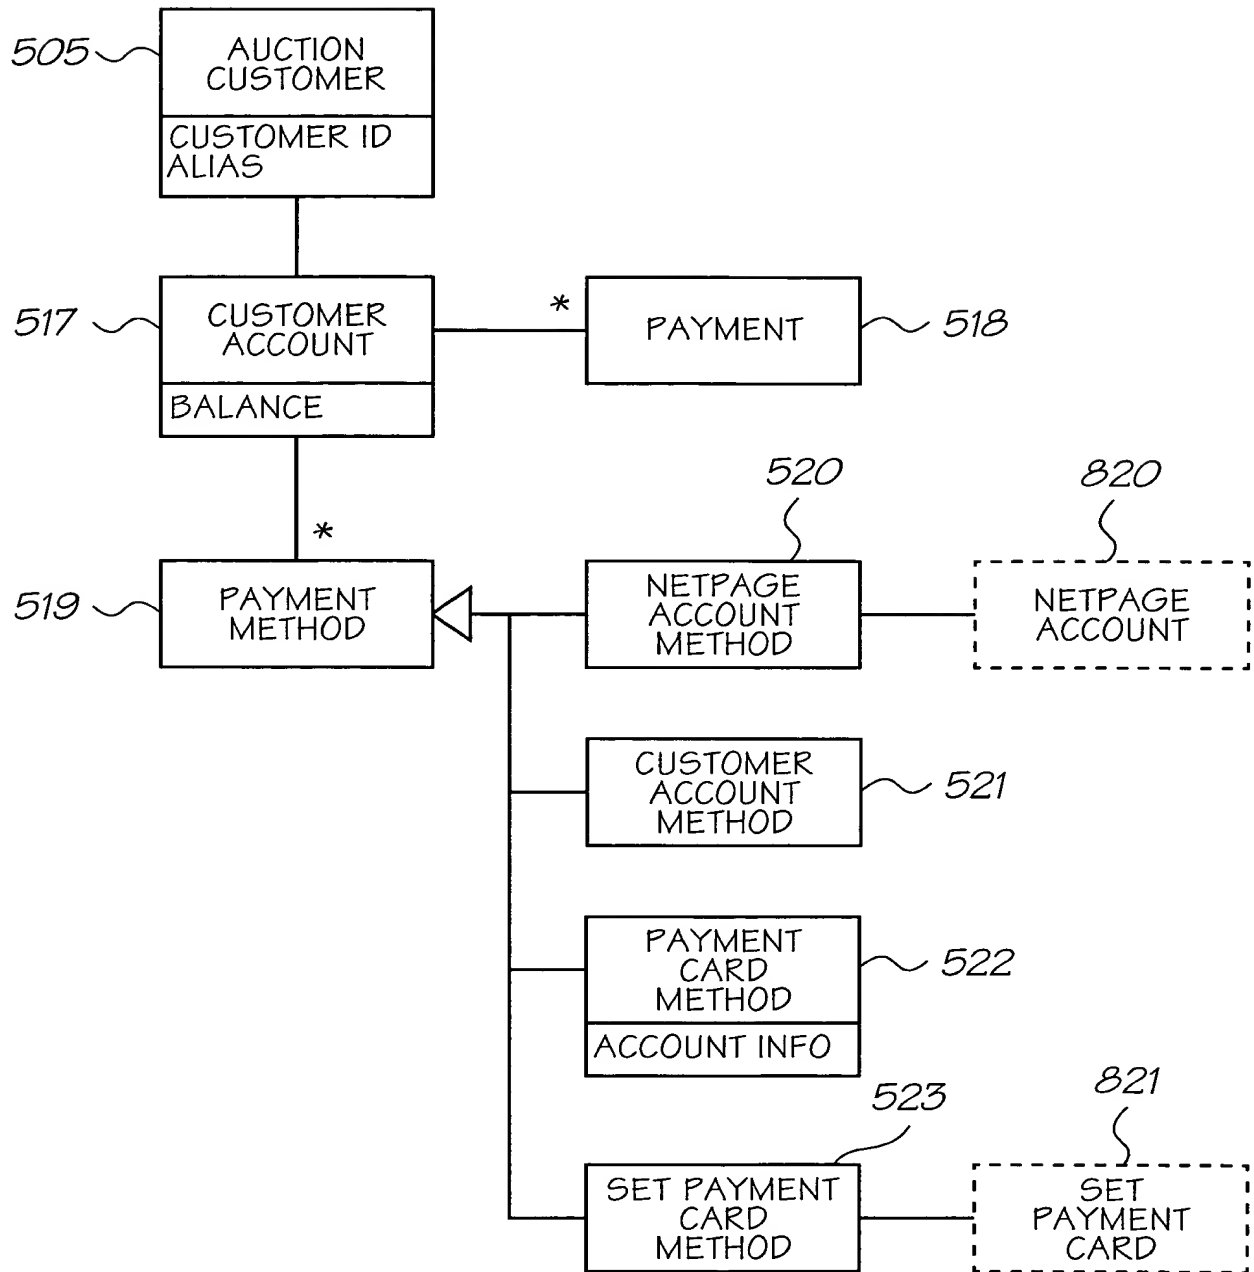 505
AUCTION
CUSTOMER
CUSTOMER ID
ALIAS
517
CUSTOMER
ACCOUNT
BALANCE
*
PAYMENT
518
*
519
PAYMENT
METHOD
520
NETPAGE
ACCOUNT
METHOD
820
NETPAGE
ACCOUNT
CUSTOMER
ACCOUNT
METHOD
521
PAYMENT
CARD
METHOD
522
ACCOUNT INFO
523
SET PAYMENT
CARD
METHOD
821
SET
PAYMENT
CARD